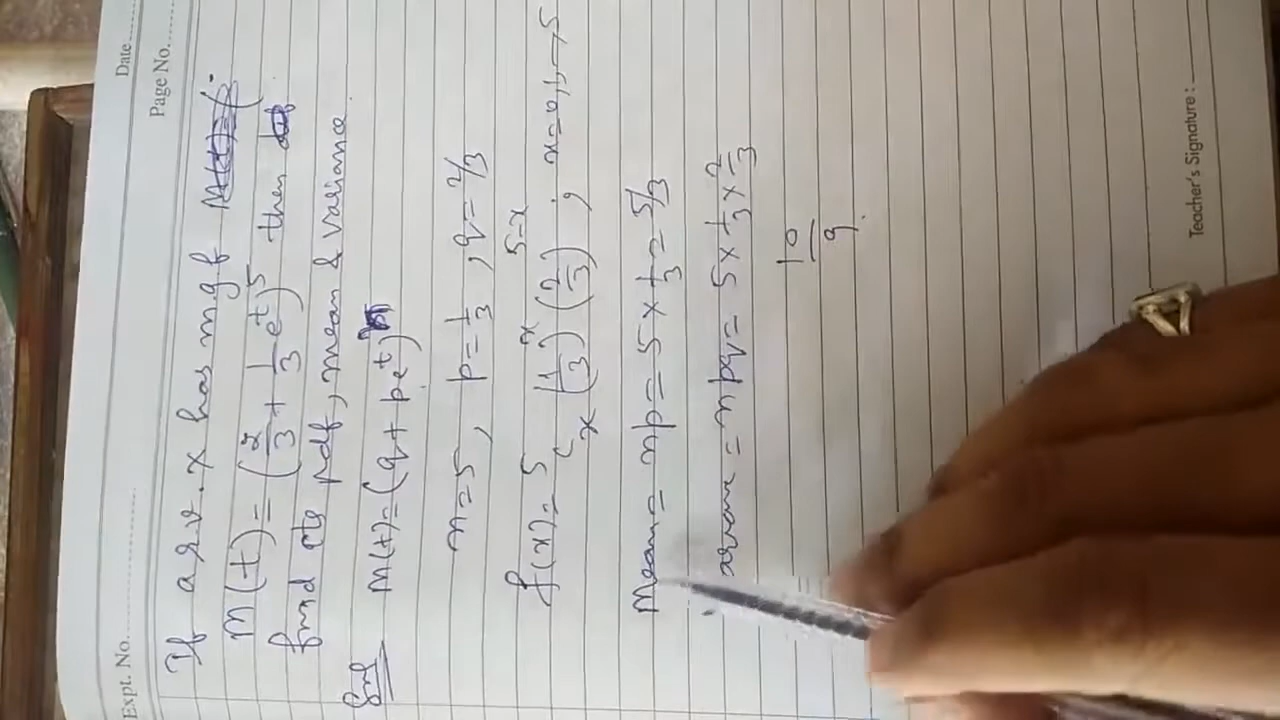 Expt. No. Date
Page No.
If a r.v. x has m.g.f
M(t) = (2/3 + 1/3 e^t)^5 then
find its pdf, mean & variance.
Sol M(t) = (q + pe^t)^n
n = 5, p = 1/3, q = 2/3
f(x) = 5Cx (1/3)^x (2/3)^5-x ; x = 0, 1, — 5
Mean = np = 5 x 1/3 = 5/3
ariance = npq = 5 x 1/3 x 2/3
10/9
Teacher's Signature :